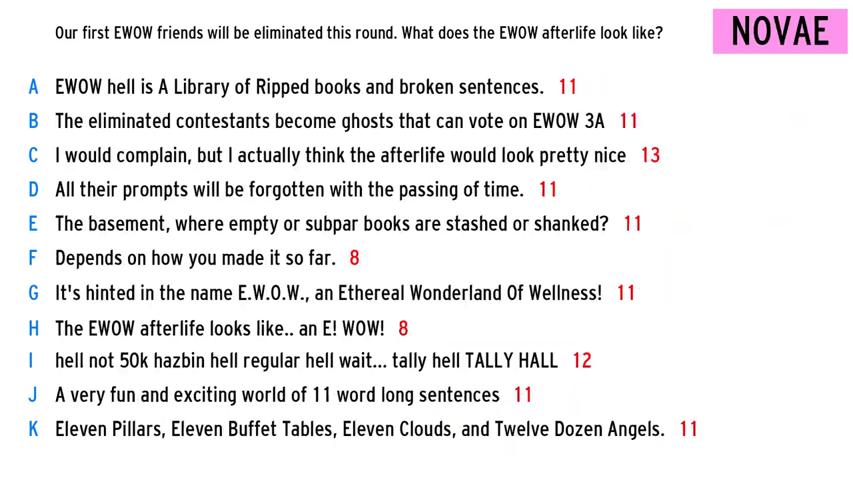 Our first EWOW friends will be eliminated this round. What does the EWOW afterlife look like?
NOVAE
A EWOW hell is A Library of Ripped books and broken sentences. 11
B The eliminated contestants become ghosts that can vote on EWOW 3A 11
C I would complain, but I actually think the afterlife would look pretty nice 13
D All their prompts will be forgotten with the passing of time. 11
E The basement, where empty or subpar books are stashed or shanked? 11
F Depends on how you made it so far. 8
G It's hinted in the name E.W.O.W., an Ethereal Wonderland Of Wellness! 11
H The EWOW afterlife looks like.. an E! WOW! 8
I hell not 50k hazbin hell regular hell wait... tally hell TALLY HALL 12
J A very fun and exciting world of 11 word long sentences 11
K Eleven Pillars, Eleven Buffet Tables, Eleven Clouds, and Twelve Dozen Angels. 11